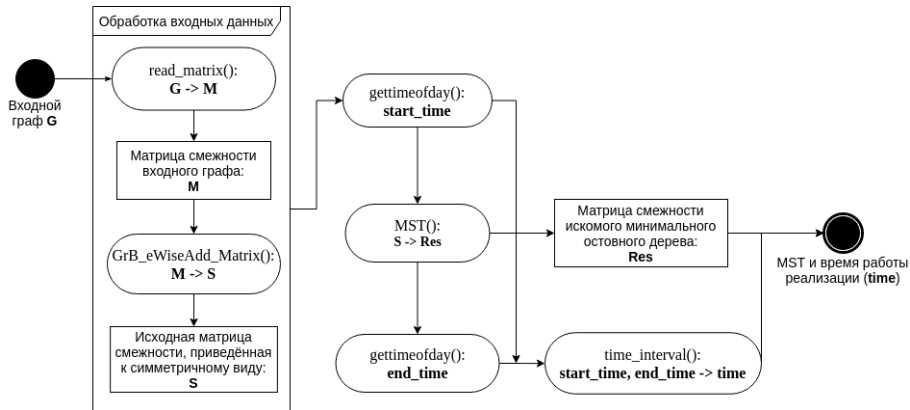 Обработка входных данных
Входной
граф G
read_matrix():
G -> M
Матрица смежности
входного графа:
M
GrB_eWiseAdd_Matrix():
M -> S
Исходная матрица
смежности, приведённая
к симметричному виду:
S
gettimeofday():
start_time
MST():
S -> Res
gettimeofday():
end_time
Матрица смежности
искомого минимального
остовного дерева:
Res
time_interval():
start_time, end_time -> time
MST и время работы
реализации (time)